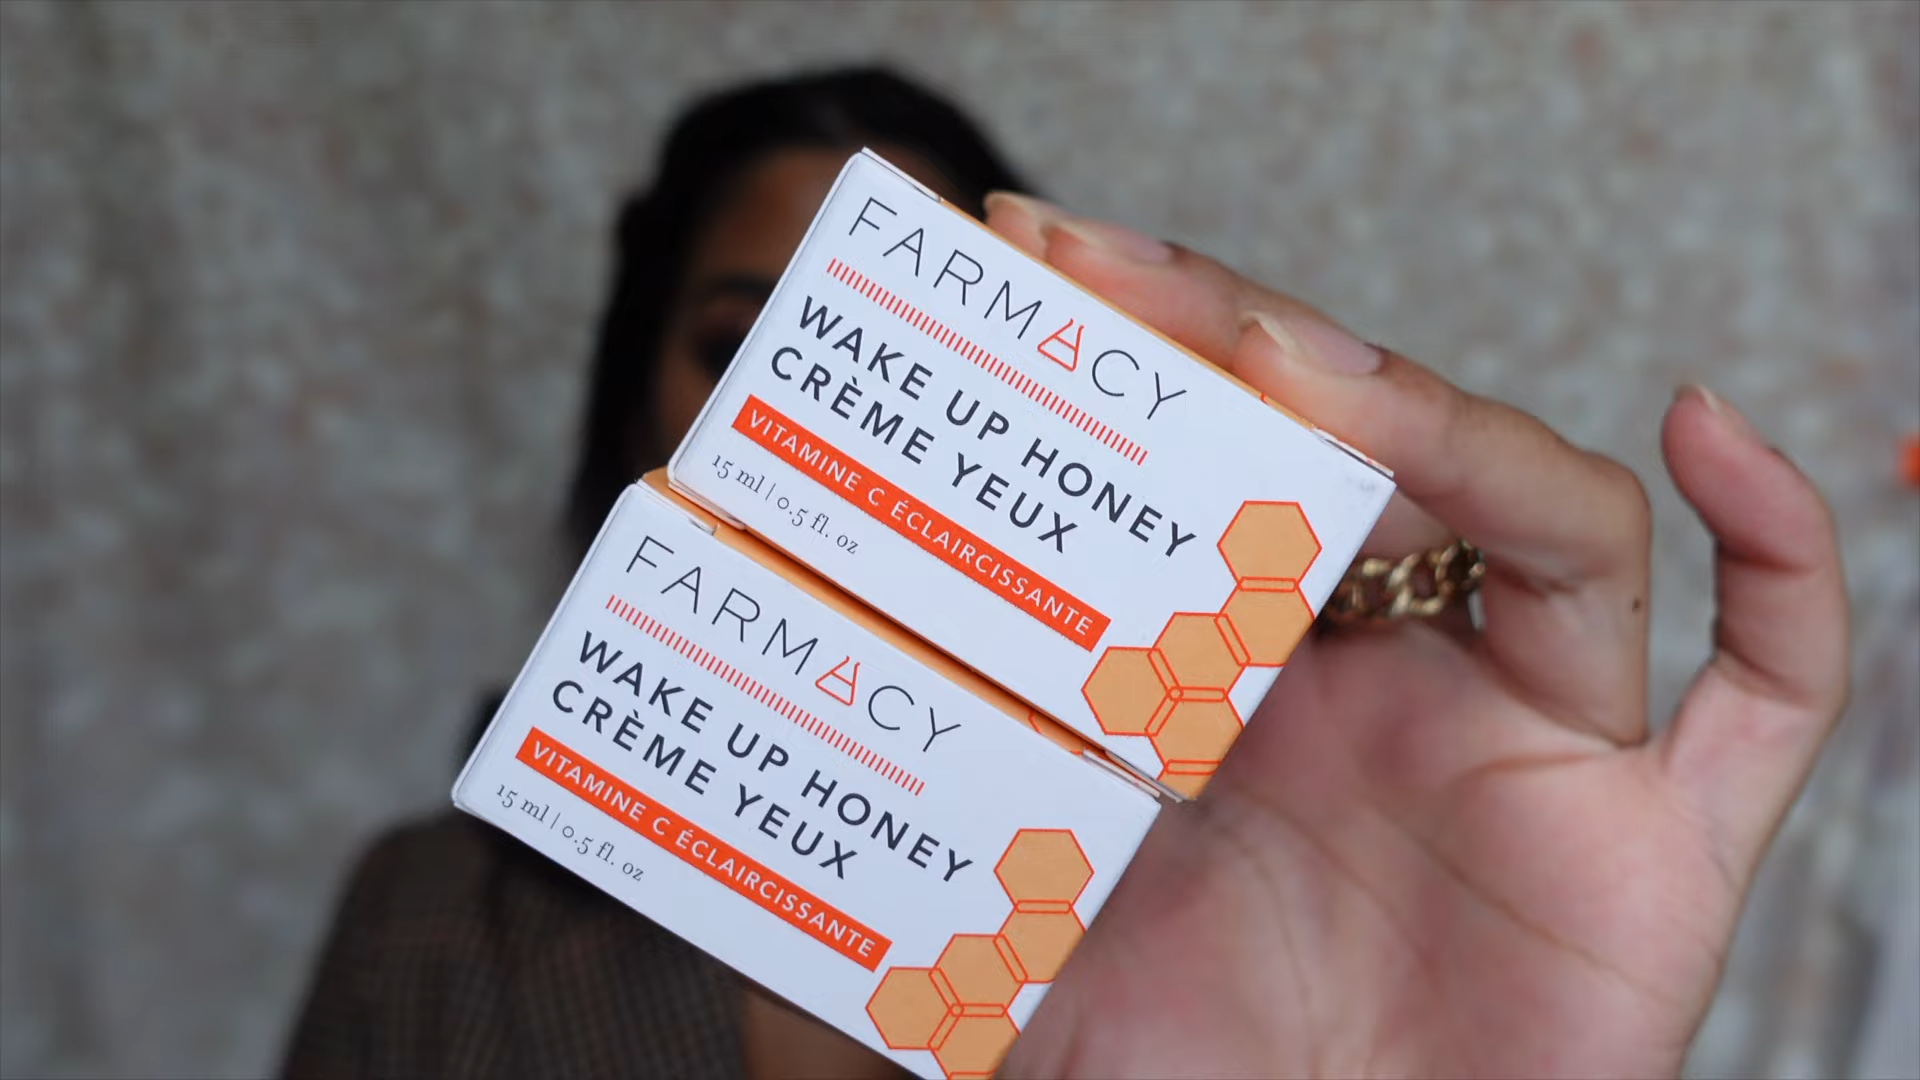 FARMACY
WAKE UP HONEY
CRÈME YEUX
VITAMINE C ÉCLAIRCISSANTE
15 ml | 0.5 fl. oz
FARMACY
WAKE UP HONEY
CRÈME YEUX
VITAMINE C ÉCLAIRCISSANTE
15 ml | 0.5 fl. oz